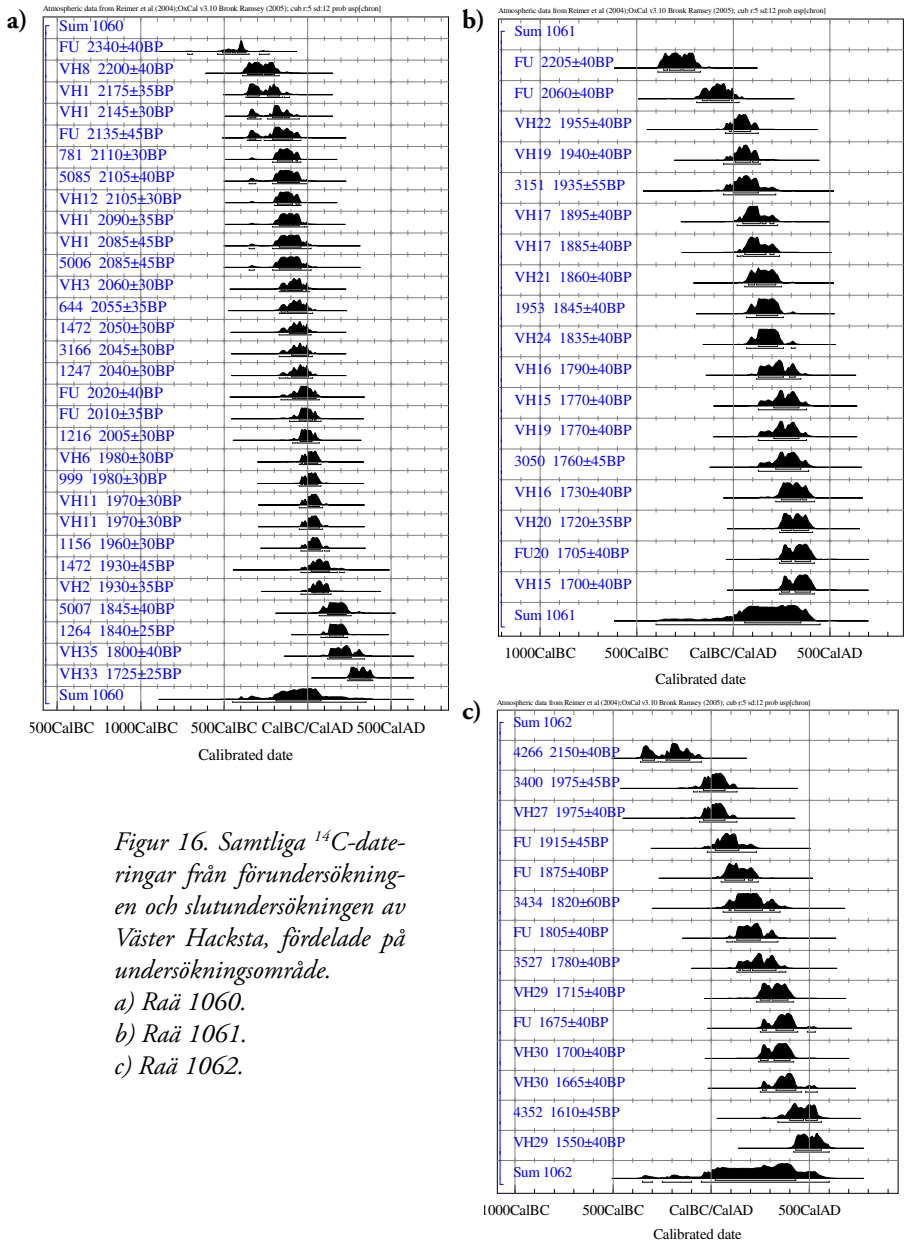 a)
Atmospheric data from Reimer et al (2004);OxCal v3.10 Bronk Ramsey (2005); cub r:5 sd:12 prob usp[chron]
Sum 1060
FU 2340±40BP
VH8 2200±40BP
VH1 2175±35BP
VH1 2145±30BP
FU 2135±45BP
781 2110±30BP
5085 2105±40BP
VH12 2105±30BP
VH1 2090±35BP
VH1 2085±45BP
5006 2085±45BP
VH3 2060±30BP
644 2055±35BP
1472 2050±30BP
3166 2045±30BP
1247 2040±30BP
FU 2020±40BP
FU 2010±35BP
1216 2005±30BP
VH6 1980±30BP
999 1980±30BP
VH11 1970±30BP
VH11 1970±30BP
1156 1960±30BP
1472 1930±45BP
VH2 1930±35BP
5007 1845±40BP
1264 1840±25BP
VH35 1800±40BP
VH33 1725±25BP
Sum 1060
500CalBC 1000CalBC 500CalBC CalBC/CalAD 500CalAD
Calibrated date
b)
Atmospheric data from Reimer et al (2004);OxCal v3.10 Bronk Ramsey (2005); cub r:5 sd:12 prob usp[chron]
Sum 1061
FU 2205±40BP
FU 2060±40BP
VH22 1955±40BP
VH19 1940±40BP
3151 1935±55BP
VH17 1895±40BP
VH17 1885±40BP
VH21 1860±40BP
1953 1845±40BP
VH24 1835±40BP
VH16 1790±40BP
VH15 1770±40BP
VH19 1770±40BP
3050 1760±45BP
VH16 1730±40BP
VH20 1720±35BP
FU20 1705±40BP
VH15 1700±40BP
Sum 1061
1000CalBC 500CalBC CalBC/CalAD 500CalAD
Calibrated date
c)
Atmospheric data from Reimer et al (2004);OxCal v3.10 Bronk Ramsey (2005); cub r:5 sd:12 prob usp[chron]
Sum 1062
4266 2150±40BP
3400 1975±45BP
VH27 1975±40BP
FU 1915±45BP
FU 1875±40BP
3434 1820±60BP
FU 1805±40BP
3527 1780±40BP
VH29 1715±40BP
FU 1675±40BP
VH30 1700±40BP
VH30 1665±40BP
4352 1610±45BP
VH29 1550±40BP
Sum 1062
1000CalBC 500CalBC CalBC/CalAD 500CalAD
Calibrated date
Figur 16. Samtliga ¹⁴C-date-
ringar från förundersökning-
en och slutundersökningen av
Väster Hacksta, fördelade på
undersökningsområde.
a) Raä 1060.
b) Raä 1061.
c) Raä 1062.